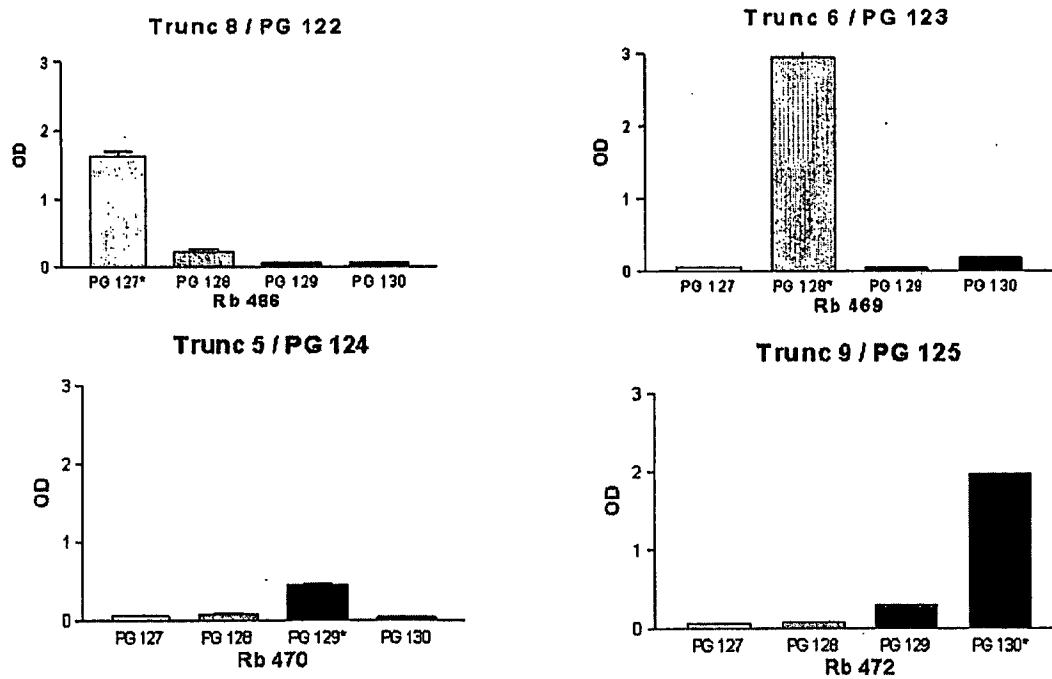 Trunc 8 / PG 122
3
2
1
0
OD
PG 127* PG 128 PG 129 PG 130
Rb 486
Trunc 6 / PG 123
3
2
1
0
OD
PG 127 PG 128* PG 129 PG 130
Rb 469
Trunc 5 / PG 124
3
2
1
0
OD
PG 127 PG 128 PG 129* PG 130
Rb 470
Trunc 9 / PG 125
3
2
1
0
OD
PG 127 PG 128 PG 129 PG 130*
Rb 472